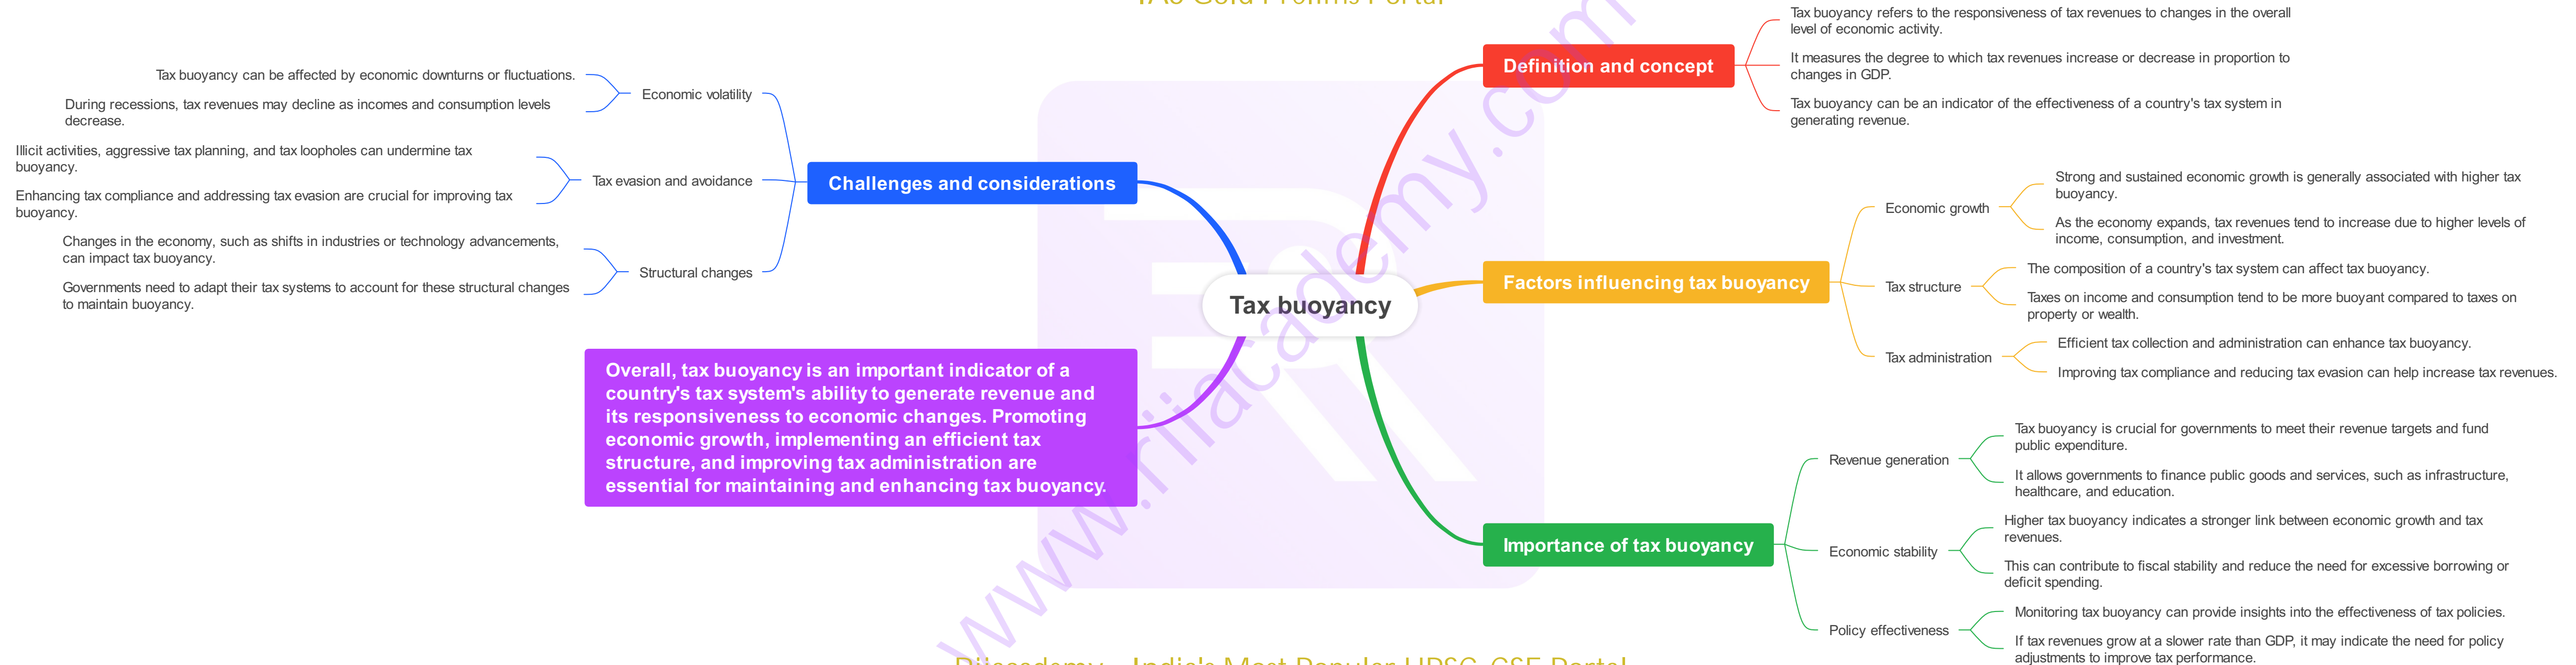 Tax buoyancy
Definition and concept
Tax buoyancy refers to the responsiveness of tax revenues to changes in the overall
level of economic activity.
It measures the degree to which tax revenues increase or decrease in proportion to
changes in GDP.
Tax buoyancy can be an indicator of the effectiveness of a country's tax system in
generating revenue.
Factors influencing tax buoyancy
Economic growth
Strong and sustained economic growth is generally associated with higher tax
buoyancy.
As the economy expands, tax revenues tend to increase due to higher levels of
income, consumption, and investment.
Tax structure
The composition of a country's tax system can affect tax buoyancy.
Taxes on income and consumption tend to be more buoyant compared to taxes on
property or wealth.
Tax administration
Efficient tax collection and administration can enhance tax buoyancy.
Improving tax compliance and reducing tax evasion can help increase tax revenues.
Importance of tax buoyancy
Revenue generation
Tax buoyancy is crucial for governments to meet their revenue targets and fund
public expenditure.
It allows governments to finance public goods and services, such as infrastructure,
healthcare, and education.
Economic stability
Higher tax buoyancy indicates a stronger link between economic growth and tax
revenues.
This can contribute to fiscal stability and reduce the need for excessive borrowing or
deficit spending.
Policy effectiveness
Monitoring tax buoyancy can provide insights into the effectiveness of tax policies.
If tax revenues grow at a slower rate than GDP, it may indicate the need for policy
adjustments to improve tax performance.
Challenges and considerations
Economic volatility
Tax buoyancy can be affected by economic downturns or fluctuations.
During recessions, tax revenues may decline as incomes and consumption levels
decrease.
Tax evasion and avoidance
Illicit activities, aggressive tax planning, and tax loopholes can undermine tax
buoyancy.
Enhancing tax compliance and addressing tax evasion are crucial for improving tax
buoyancy.
Structural changes
Changes in the economy, such as shifts in industries or technology advancements,
can impact tax buoyancy.
Governments need to adapt their tax systems to account for these structural changes
to maintain buoyancy.
Overall, tax buoyancy is an important indicator of a
country's tax system's ability to generate revenue and
its responsiveness to economic changes. Promoting
economic growth, implementing an efficient tax
structure, and improving tax administration are
essential for maintaining and enhancing tax buoyancy.
India's Most Popular UPSC-CSE Portal